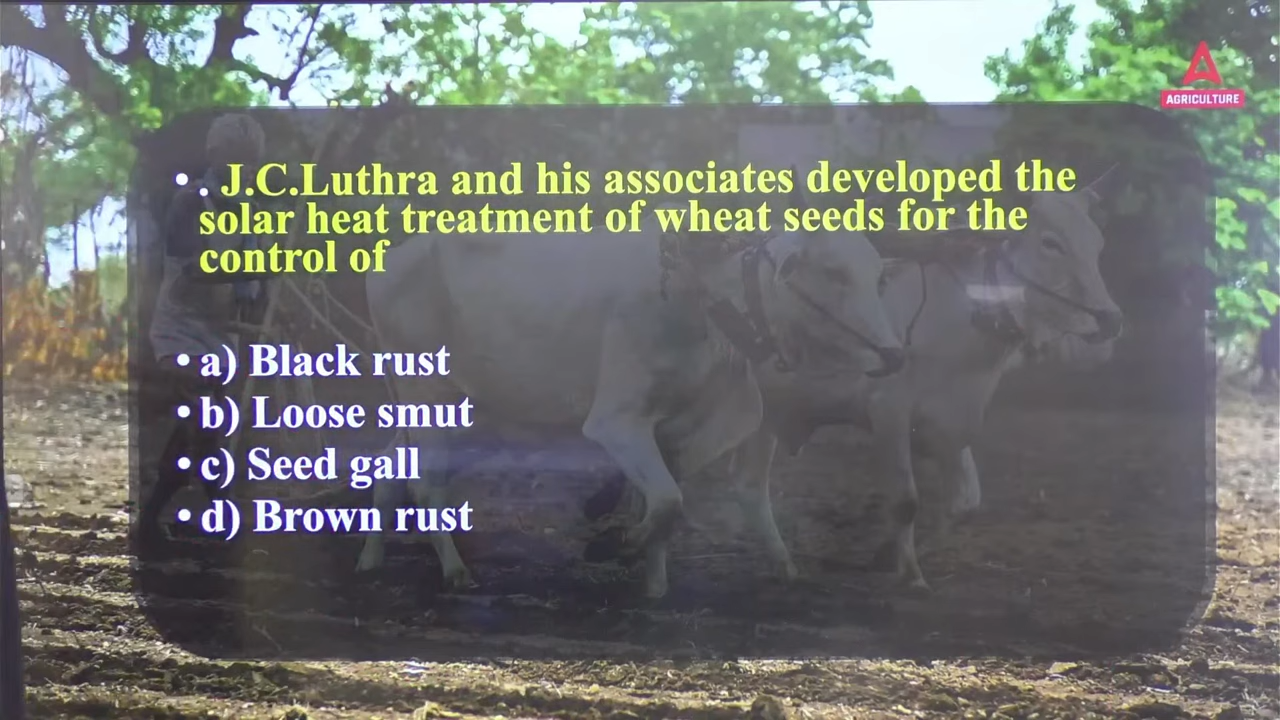 A
AGRICULTURE
• . J.C.Luthra and his associates developed the
solar heat treatment of wheat seeds for the
control of
• a) Black rust
• b) Loose smut
• c) Seed gall
• d) Brown rust